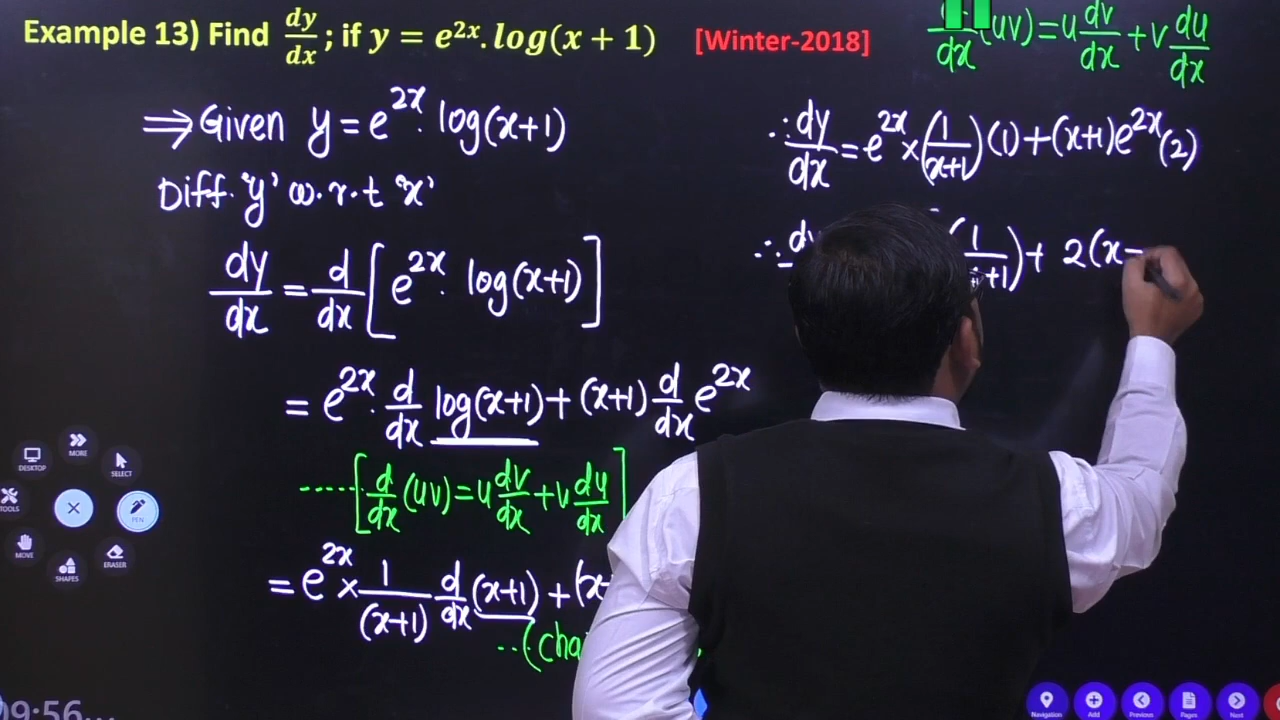 Example 13) Find dy/dx ; if y = e^2x . log(x + 1) [Winter-2018]
(uv) = u dv/dx + v du/dx
⇒ Given y = e^2x . log(x+1)
Diff. 'y' w.r.t 'x'
dy/dx = d/dx [ e^2x . log(x+1) ]
= e^2x . d/dx log(x+1) + (x+1) d/dx e^2x
..... [ d/dx (uv) = u dv/dx + v du/dx ]
= e^2x × 1/(x+1) d/dx (x+1) +
∴ dy/dx = e^2x × (1/x+1) (1) + (x+1) e^2x (2)
+ 2(x
DESKTOP
MORE
SELECT
TOOLS
PEN
MOVE
SHAPES
ERASER
09:56...
Navigation
Add
Previous
Pages
Next